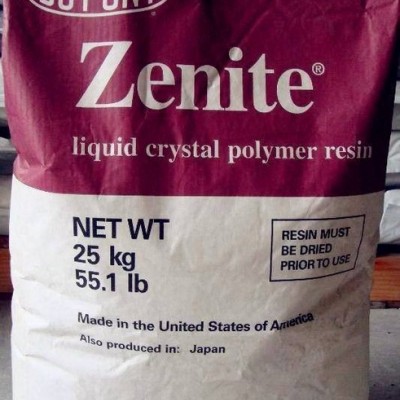 DUPONT
Zenite®
liquid crystal polymer resin
NET WT
25 kg
55.1 lb
RESIN MUST
BE DRIED
PRIOR TO USE
Made in the United States of America
Also produced in: Japan